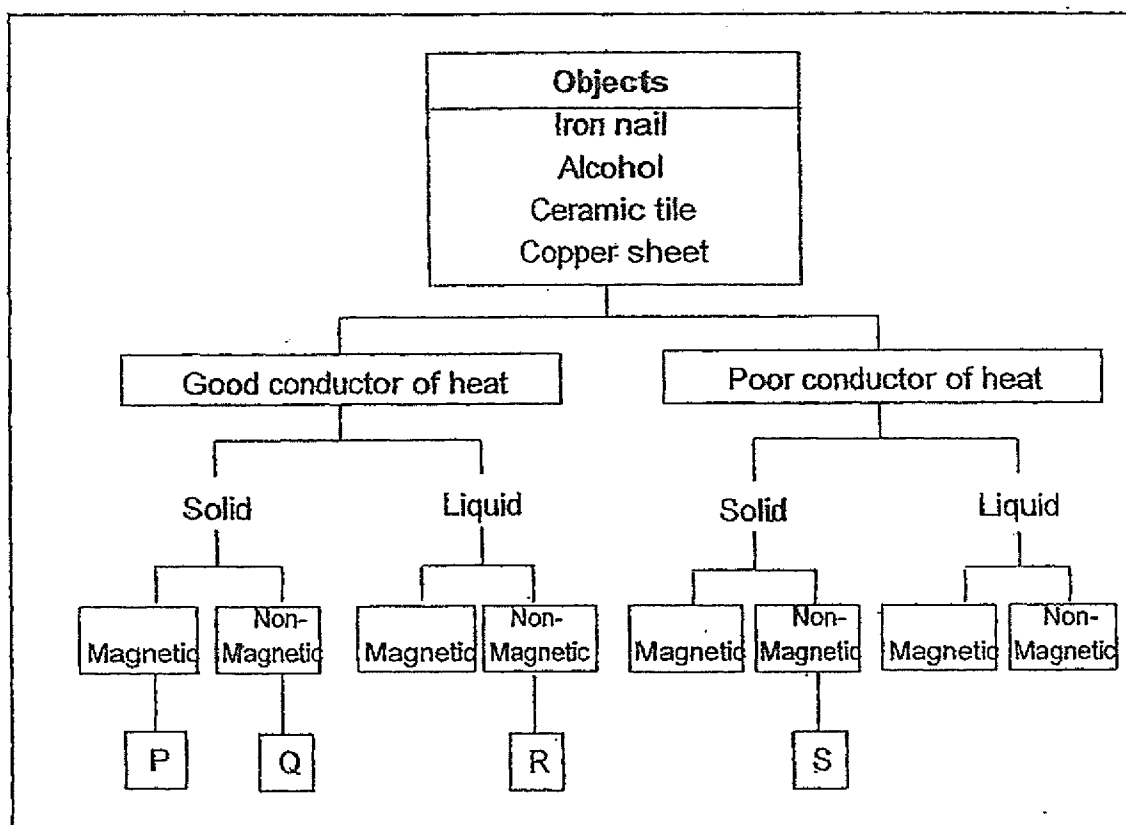 Objects
Iron nail
Alcohol
Ceramic tile
Copper sheet
Good conductor of heat
Poor conductor of heat
Solid
Liquid
Solid
Liquid
Magnetic
Non-
Magnetic
Magnetic
Non-
Magnetic
Magnetic
Non-
Magnetic
Magnetic
Non-
Magnetic
P
Q
R
S